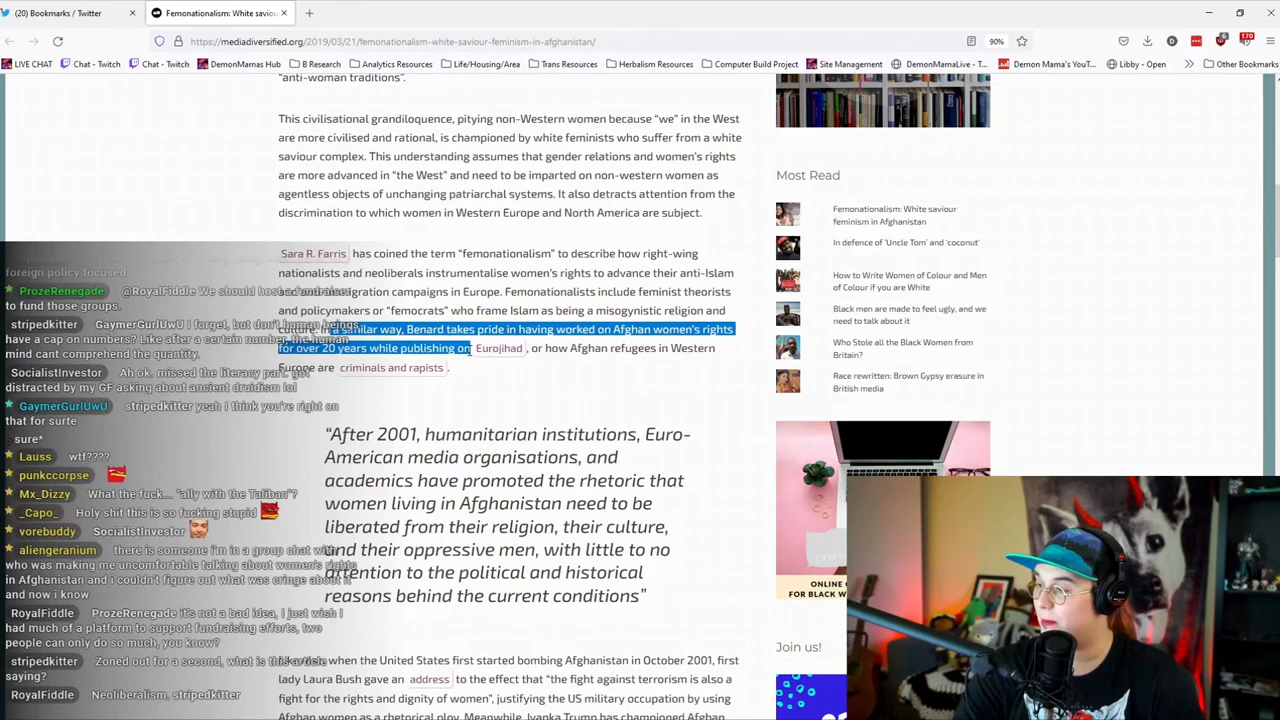 (20) Bookmarks / Twitter
Femonationalism: White saviou
https://mediadiversified.org/2019/03/21/femonationalism-white-saviour-feminism-in-afghanistan/
90%
6
170
LIVE CHAT
Chat - Twitch
Chat - Twitch
DemonMamas Hub
B Research
Analytics Resources
Life/Housing/Area
Trans Resources
Herbalism Resources
Computer Build Project
Site Management
DemonMamaLive - T...
Demon Mama's YouT...
Libby - Open
Other Bookmarks
"anti-woman traditions".
This civilisational grandiloquence, pitying non-Western women because "we" in the West
are more civilised and rational, is championed by white feminists who suffer from a white
saviour complex. This understanding assumes that gender relations and women's rights
are more advanced in "the West" and need to be imparted on non-western women as
agentless objects of unchanging patriarchal systems. It also detracts attention from the
discrimination to which women in Western Europe and North America are subject.
Sara R. Farris has coined the term "femonationalism" to describe how right-wing
nationalists and neoliberals instrumentalise women's rights to advance their anti-Islam
campaigns in Europe. Femonationalists include feminist theorists
and policymakers or "femocrats" who frame Islam as being a misogynistic religion and
culture. In a similar way, Benard takes pride in having worked on Afghan women's rights
for over 20 years while publishing on Eurojihad, or how Afghan refugees in Western
Europe are criminals and rapists.
"After 2001, humanitarian institutions, Euro-
American media organisations, and
academics have promoted the rhetoric that
women living in Afghanistan need to be
liberated from their religion, their culture,
and their oppressive men, with little to no
attention to the political and historical
reasons behind the current conditions"
when the United States first started bombing Afghanistan in October 2001, first
lady Laura Bush gave an address to the effect that "the fight against terrorism is also a
fight for the rights and dignity of women", justifying the US military occupation by using
Afghan women as a rhetorical ploy. Meanwhile, Ivanka Trump has championed Afghan
Most Read
Femonationalism: White saviour
feminism in Afghanistan
In defence of 'Uncle Tom' and 'coconut'
How to Write Women of Colour and Men
of Colour if you are White
Black men are made to feel ugly, and we
need to talk about it
Who Stole all the Black Women from
Britain?
Race rewritten: Brown Gypsy erasure in
British media
ONLINE
FOR BLACK W
Join us!
foreign policy focused
ProzeRenegade @RoyalFiddle We should host a fundraiser
to fund those groups.
stripedkitter GaymerGurlUwU I forget, but don't human beings
have a cap on numbers? Like after a certain number, the human
mind cant comprehend the quantity.
SocialistInvestor Ah ok. missed the literacy part. got
distracted by my GF asking about ancient druidism lol
GaymerGurlUwU stripedkitter yeah I think you're right on
that for surte
sure*
Lauss wtf????
punkccorpse
Mx_Dizzy What the fuck... "ally with the Taliban"?
_Capo_ Holy shit this is so fucking stupid
vorebuddy SocialistInvestor
aliengeranium there is someone i'm in a group chat with
who was making me uncomfortable talking about women's rights
in Afghanistan and i couldn't figure out what was cringe about it
and now i know
RoyalFiddle ProzeRenegade it's not a bad idea, I just wish I
had much of a platform to support fundraising efforts, two
people can only do so much, you know?
stripedkitter Zoned out for a second, what is this article
saying?
RoyalFiddle Neoliberalism, stripedkitter